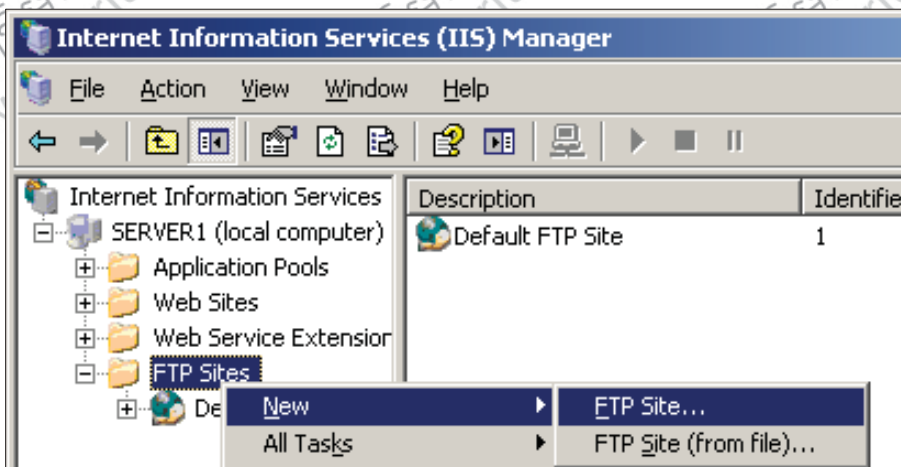 Internet Information Services (IIS) Manager
File Action View Window Help
Internet Information Services
Description Identifie
SERVER1 (local computer)
Default FTP Site 1
Application Pools
Web Sites
Web Service Extension
FTP Sites
De
New
FTP Site...
All Tasks
FTP Site (from file)...